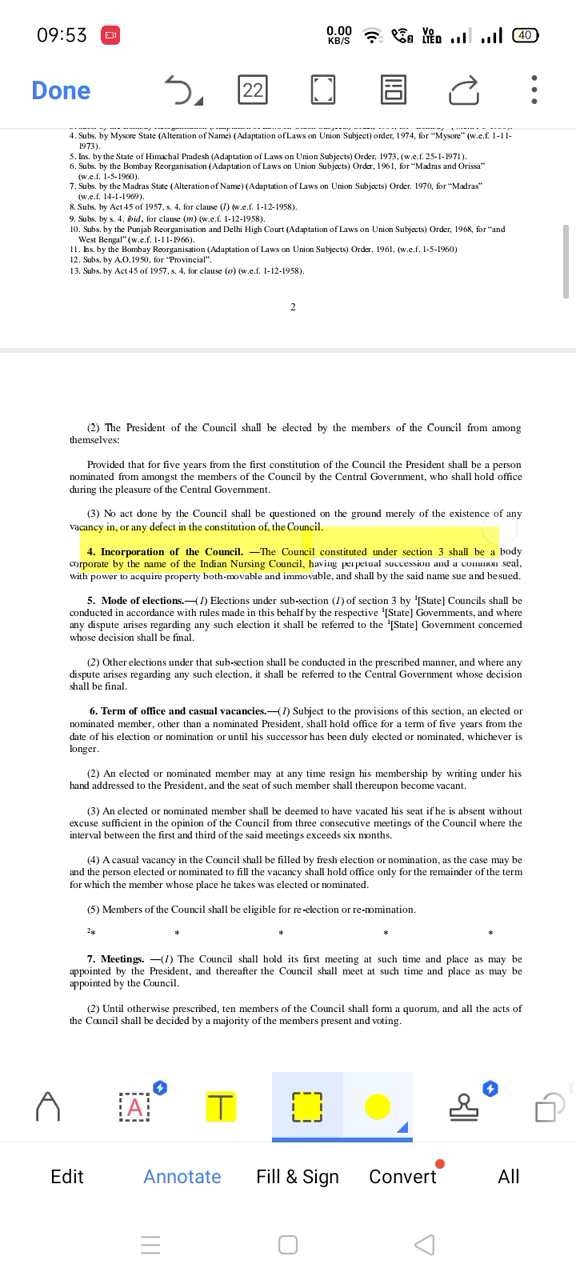 09:53
0.00 KB/S
Vo LTED
40
Done
22
4. Subs. by Mysore State (Alteration of Name) (Adaptation of Laws on Union Subjects) order, 1974, for “Mysore” (w.e.f. 1-11-
1973).
5. Ins. by the State of Himachal Pradesh (Adaptation of Laws on Union Subjects) Order, 1973, (w.e.f. 25-1-1971).
6. Subs. by the Bombay Reorganisation (Adaptation of Laws on Union Subjects) Order, 1961, for “Madras and Orissa”
(w.e.f. 1-5-1960).
7. Subs. by the Madras State (Alteration of Name) (Adaptation of Laws on Union Subjects) Order. 1970, for “Madras”
(w.e.f. 14-1-1969).
8. Subs. by Act 45 of 1957, s. 4, for clause (l) (w.e.f. 1-12-1958).
9. Subs. by s. 4, ibid, for clause (m) (w.e.f. 1-12-1958).
10. Subs. by the Punjab Reorganisation and Delhi High Court (Adaptation of Laws on Union Subjects) Order, 1968, for “and
West Bengal” (w.e.f. 1-11-1966).
11. Ins. by the Bombay Reorganisation (Adaptation of Laws on Union Subjects) Order, 1961, (w.e.f. 1-5-1960)
12. Subs. by A.O.1950, for “Provincial”.
13. Subs. by Act 45 of 1957, s. 4, for clause (o) (w.e.f. 1-12-1958).
2
(2) The President of the Council shall be elected by the members of the Council from among
themselves:
Provided that for five years from the first constitution of the Council the President shall be a person
nominated from amongst the members of the Council by the Central Government, who shall hold office
during the pleasure of the Central Government.
(3) No act done by the Council shall be questioned on the ground merely of the existence of any
vacancy in, or any defect in the constitution of, the Council.
4. Incorporation of the Council. —The Council constituted under section 3 shall be a body
corporate by the name of the Indian Nursing Council, having perpetual succession and a common seal,
with power to acquire property both-movable and immovable, and shall by the said name sue and be sued.
5. Mode of elections.—(1) Elections under sub-section (1) of section 3 by ¹[State] Councils shall be
conducted in accordance with rules made in this behalf by the respective ¹[State] Governments, and where
any dispute arises regarding any such election it shall be referred to the ¹[State] Government concerned
whose decision shall be final.
(2) Other elections under that sub-section shall be conducted in the prescribed manner, and where any
dispute arises regarding any such election, it shall be referred to the Central Government whose decision
shall be final.
6. Term of office and casual vacancies.—(1) Subject to the provisions of this section, an elected or
nominated member, other than a nominated President, shall hold office for a term of five years from the
date of his election or nomination or until his successor has been duly elected or nominated, whichever is
longer.
(2) An elected or nominated member may at any time resign his membership by writing under his
hand addressed to the President, and the seat of such member shall thereupon become vacant.
(3) An elected or nominated member shall be deemed to have vacated his seat if he is absent without
excuse sufficient in the opinion of the Council from three consecutive meetings of the Council where the
interval between the first and third of the said meetings exceeds six months.
(4) A casual vacancy in the Council shall be filled by fresh election or nomination, as the case may be
and the person elected or nominated to fill the vacancy shall hold office only for the remainder of the term
for which the member whose place he takes was elected or nominated.
(5) Members of the Council shall be eligible for re-election or re-nomination.
²* * * * *
7. Meetings. —(1) The Council shall hold its first meeting at such time and place as may be
appointed by the President, and thereafter the Council shall meet at such time and place as may be
appointed by the Council.
(2) Until otherwise prescribed, ten members of the Council shall form a quorum, and all the acts of
the Council shall be decided by a majority of the members present and voting.
A
T
Edit
Annotate
Fill & Sign
Convert
All